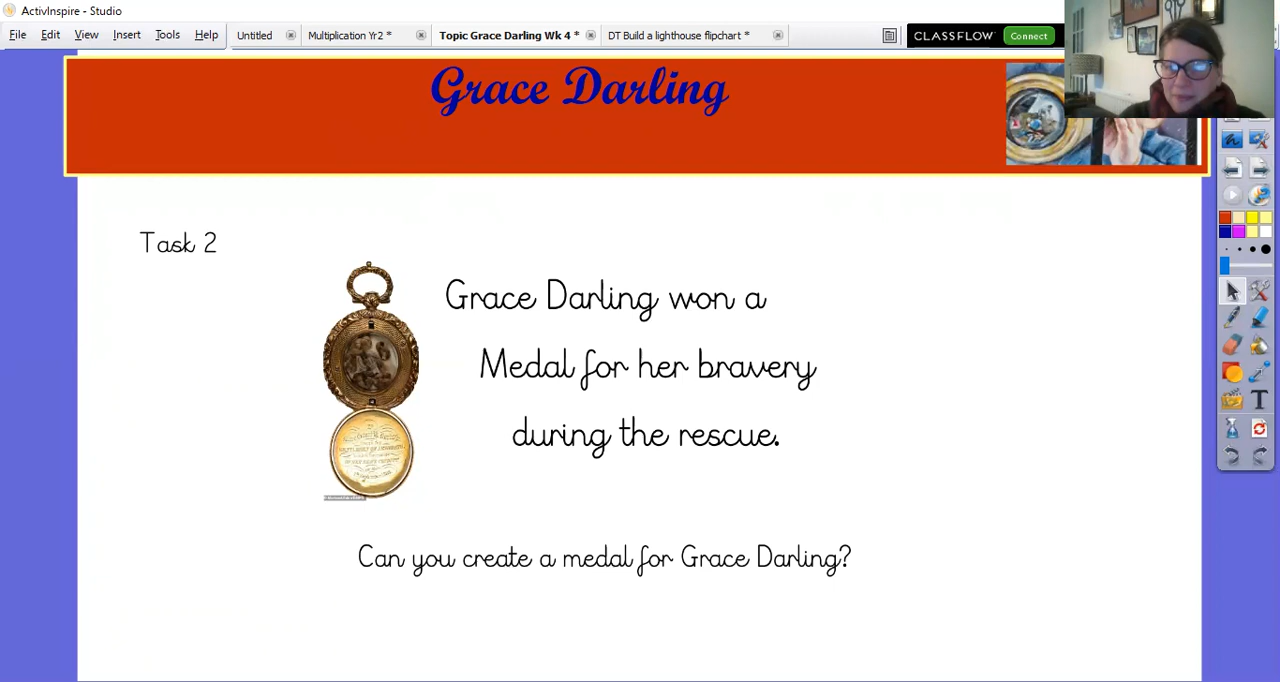 ActivInspire - Studio
File Edit View Insert Tools Help
Untitled
Multiplication Yr2 *
Topic Grace Darling Wk 4 *
DT Build a lighthouse flipchart *
CLASSFLOW
Connect
Grace Darling
Task 2
Grace Darling won a
Medal for her bravery
during the rescue.
Can you create a medal for Grace Darling?